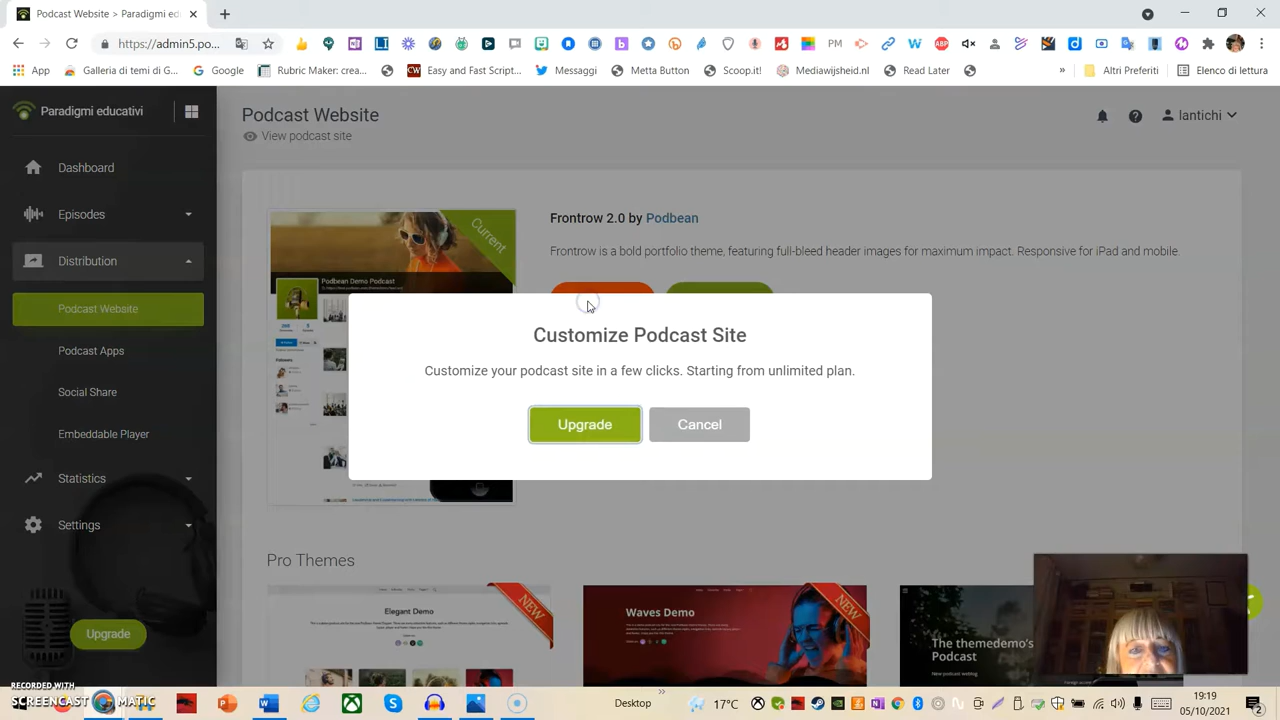 Podcast Website > Paradigmi ed
admin5.po...
App
Galleria di temi di G...
Google
Rubric Maker: crea...
Easy and Fast Script...
Messaggi
Metta Button
Scoop.it!
Mediawijsheid.nl
Read Later
»
Altri Preferiti
Elenco di lettura
PM
ABP
Paradigmi educativi
Podcast Website
View podcast site
lantichi
Dashboard
Episodes
Distribution
Podcast Website
Podcast Apps
Social Share
Embeddable Player
Statistics
Settings
Upgrade
Current
Podbean Demo Podcast
Frontrow 2.0 by Podbean
Frontrow is a bold portfolio theme, featuring full-bleed header images for maximum impact. Responsive for iPad and mobile.
Customize Podcast Site
Customize your podcast site in a few clicks. Starting from unlimited plan.
Upgrade
Cancel
Pro Themes
Elegant Demo
NEW
Waves Demo
NEW
The themedemo's
Podcast
New podcast weblog
RECORDED WITH
SCREENCAST MATIC
Desktop
»
17°C
19:19
05/10/2021
2